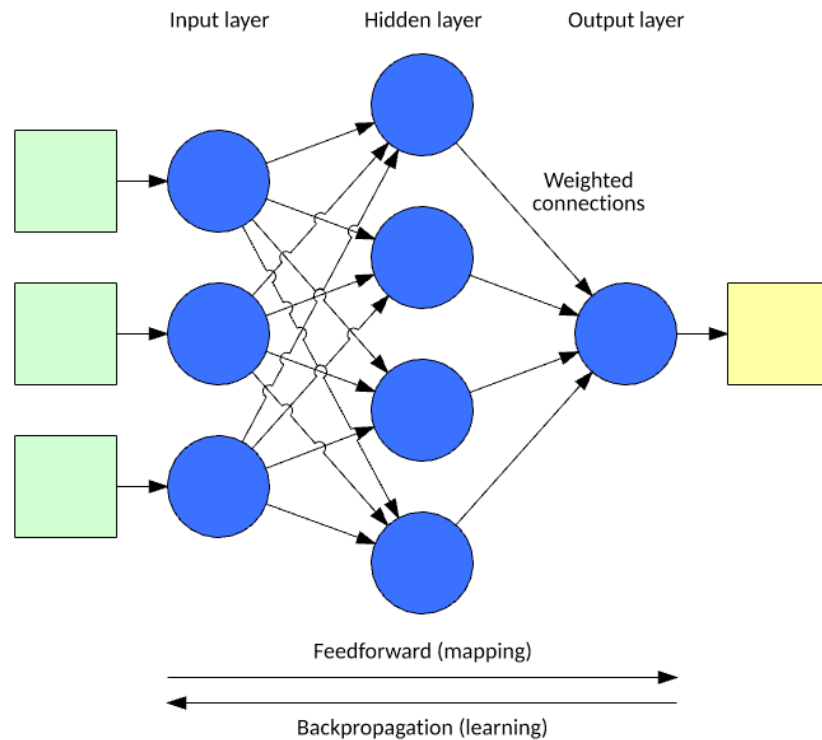 Input layer
Hidden layer
Output layer
Weighted
connections
Feedforward (mapping)
Backpropagation (learning)